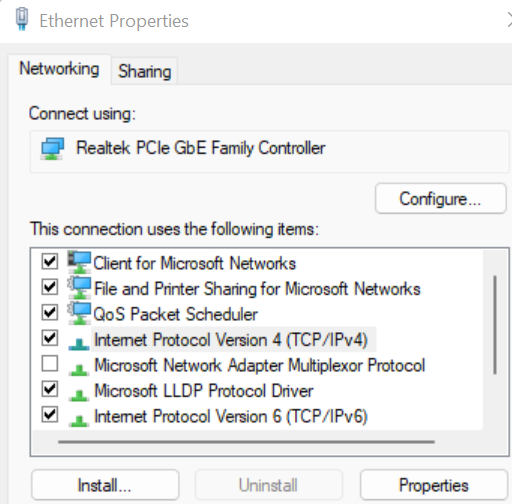 Ethernet Properties
Networking
Sharing
Connect using:
Realtek PCIe GbE Family Controller
Configure...
This connection uses the following items:
Client for Microsoft Networks
File and Printer Sharing for Microsoft Networks
QoS Packet Scheduler
Internet Protocol Version 4 (TCP/IPv4)
Microsoft Network Adapter Multiplexor Protocol
Microsoft LLDP Protocol Driver
Internet Protocol Version 6 (TCP/IPv6)
Install...
Uninstall
Properties